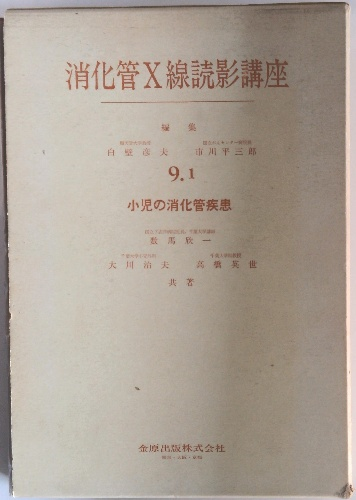 消化管X線読影講座
編集
白壁彦夫 市川平三郎
9.1
小児の消化管疾患
数馬欣一
大川治夫 高橋英世
共著
金原出版株式会社